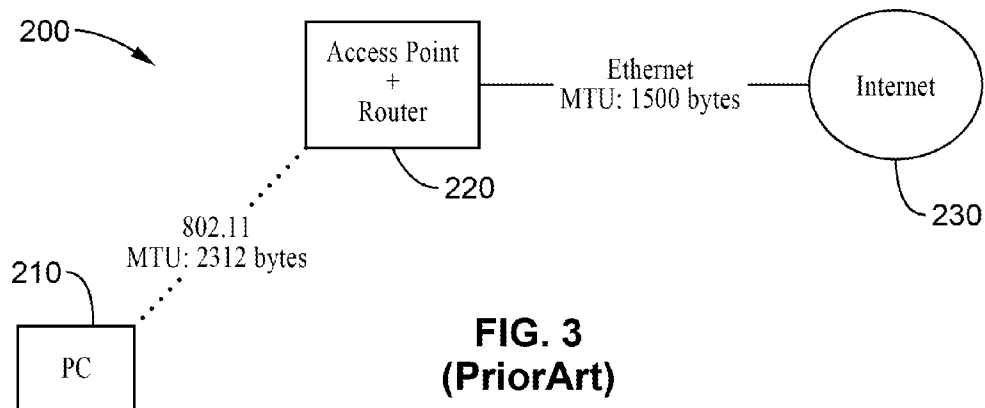 200
Access Point
+
Router
220
Ethernet
MTU: 1500 bytes
Internet
230
802.11
MTU: 2312 bytes
210
PC
FIG. 3
(PriorArt)